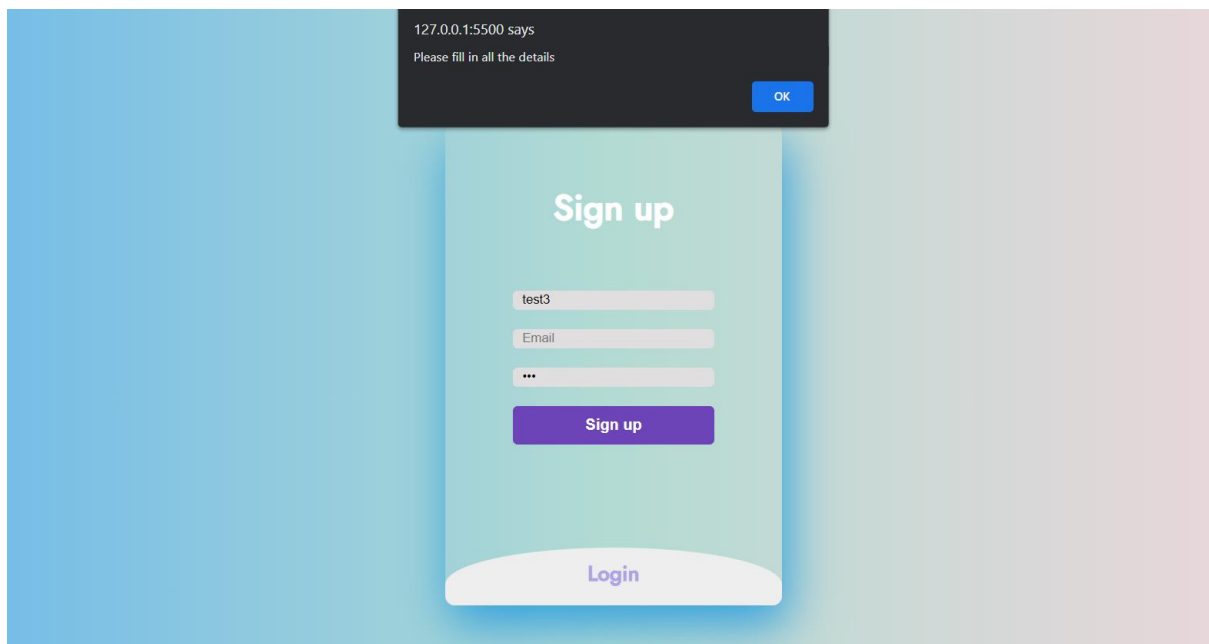 127.0.0.1:5500 says
Please fill in all the details
OK
Sign up
test3
Email
•••
Sign up
Login